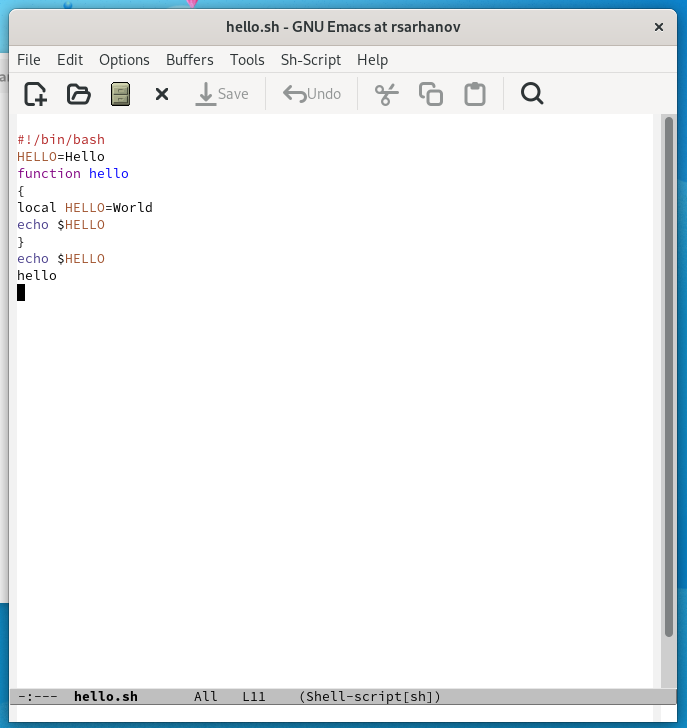 hello.sh - GNU Emacs at rsarhanov
File Edit Options Buffers Tools Sh-Script Help
Save Undo
#!/bin/bash
HELLO=Hello
function hello
{
local HELLO=World
echo $HELLO
}
echo $HELLO
hello
-:--- hello.sh All L11 (Shell-script[sh])